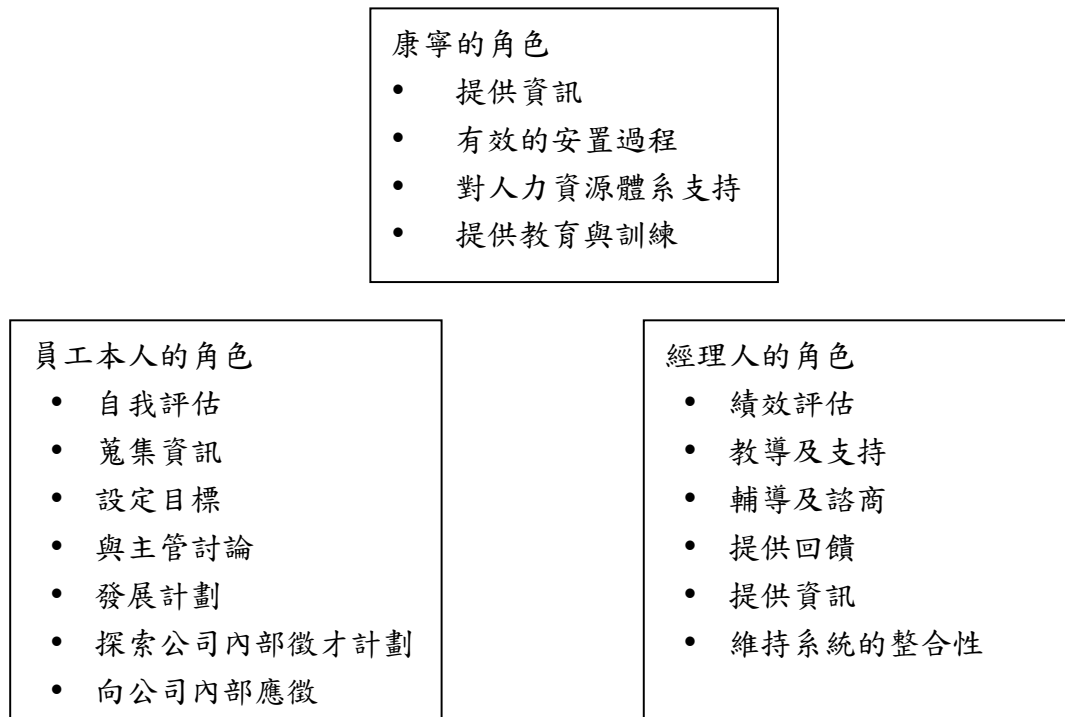 康寧的角色
• 提供資訊
• 有效的安置過程
• 對人力資源體系支持
• 提供教育與訓練
員工本人的角色
• 自我評估
• 蒐集資訊
• 設定目標
• 與主管討論
• 發展計劃
• 探索公司內部徵才計劃
• 向公司內部應徵
經理人的角色
• 績效評估
• 教導及支持
• 輔導及諮商
• 提供回饋
• 提供資訊
• 維持系統的整合性